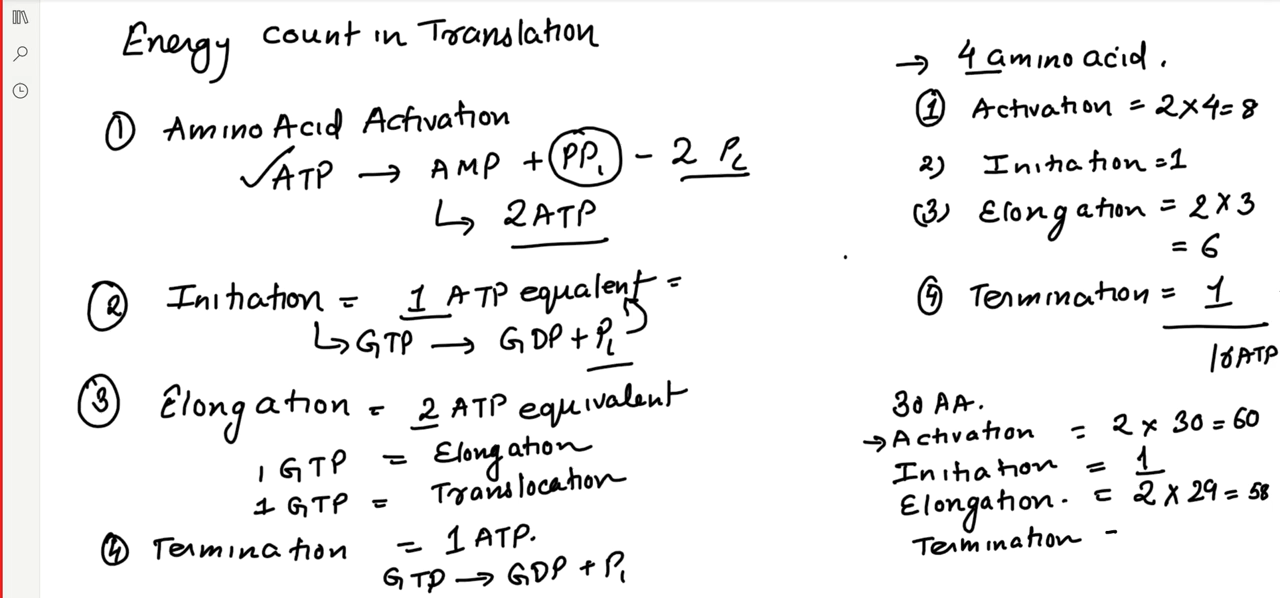 Energy count in Translation
① Amino Acid Activation
✓ATP → AMP + PPi - 2 Pi
↳ 2ATP
② Initiation = 1 ATP equalent =
↳ GTP → GDP + Pi
③ Elongation = 2 ATP equivalent
1 GTP = Elongation
1 GTP = Translocation
④ Termination = 1 ATP.
GTP → GDP + Pi
→ 4 amino acid.
① Activation = 2×4=8
2) Initiation =1
(3) Elongation = 2×3
= 6
④ Termination = 1
16ATP
30 AA.
→ Activation = 2 × 30 = 60
Initiation = 1
Elongation. = 2 × 29 = 58
Termination -